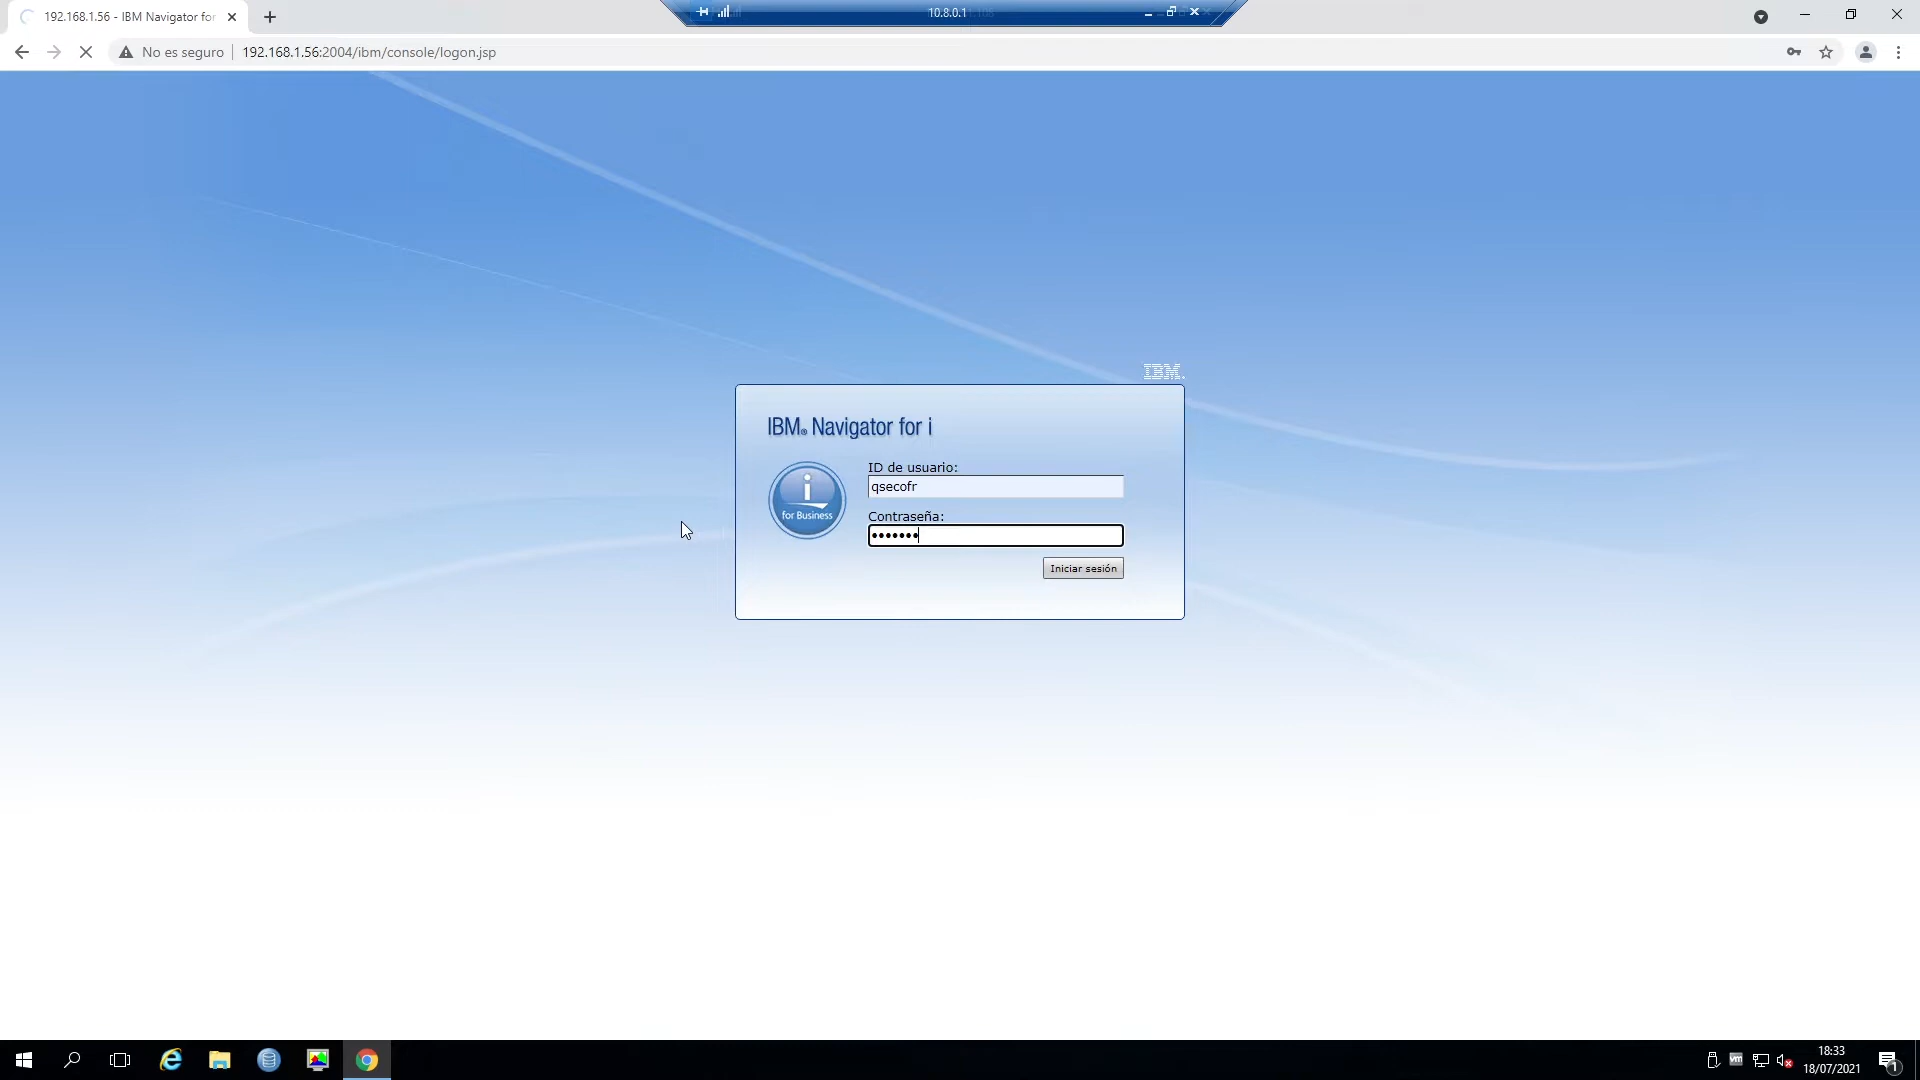 192.168.1.56 - IBM Navigator for
10.8.0.1
No es seguro
192.168.1.56:2004/ibm/console/logon.jsp
IBM.
IBM® Navigator for i
ID de usuario:
qsecofr
i
for Business
Contraseña:
•••••••
Iniciar sesión
vm
18:33
18/07/2021
1